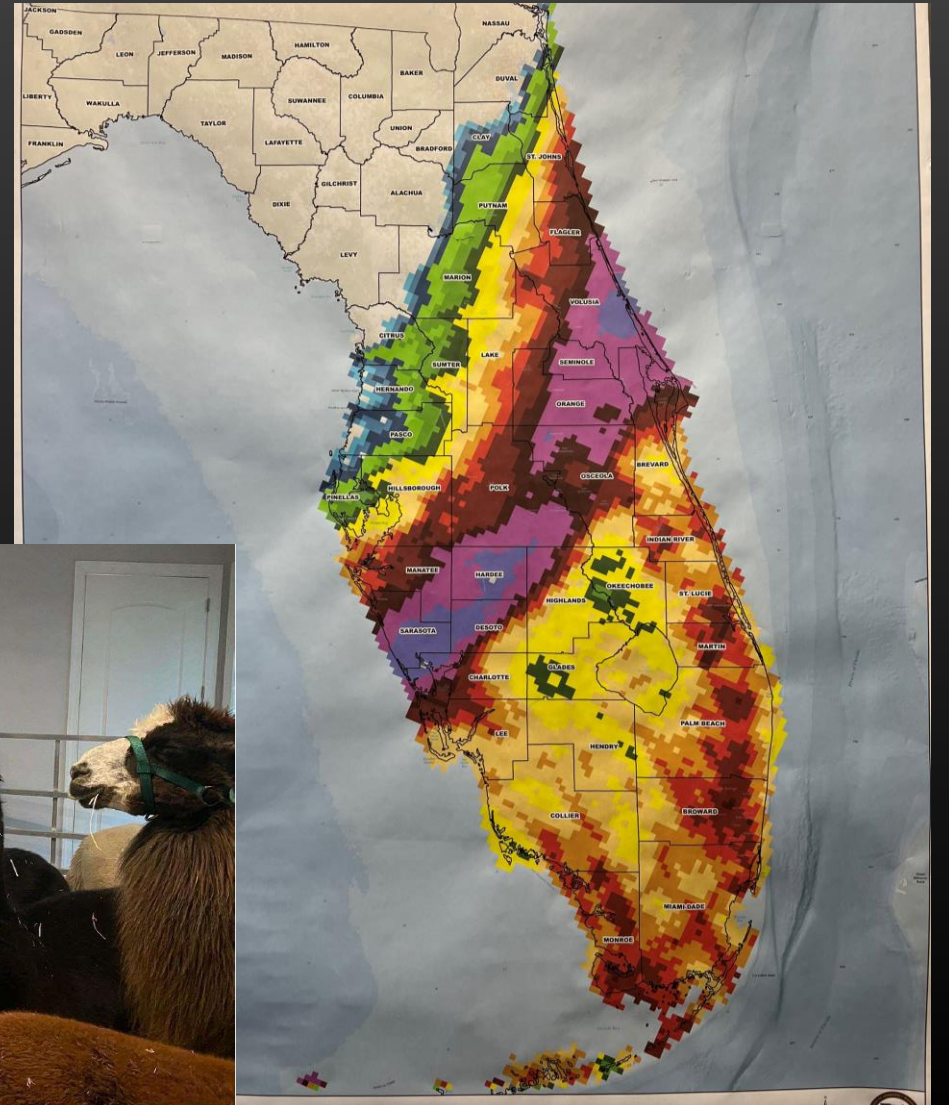 JACKSON
NASSAU
GADSDEN
LEON
JEFFERSON
MADISON
HAMILTON
BAKER
DUVAL
LIBERTY
WAKULLA
SUWANNEE
COLUMBIA
TAYLOR
UNION
CLAY
FRANKLIN
LAFAYETTE
BRADFORD
ST. JOHNS
GILCHRIST
ALACHUA
DIXIE
PUTNAM
FLAGLER
LEVY
MARION
VOLUSIA
CITRUS
LAKE
SUMTER
SEMINOLE
HERNANDO
ORANGE
PASCO
BREVARD
OSCEOLA
HILLSBOROUGH
POLK
PINELLAS
INDIAN RIVER
MANATEE
HARDEE
OKEECHOBEE
HIGHLANDS
ST. LUCIE
SARASOTA
DESOTO
MARTIN
GLADES
CHARLOTTE
PALM BEACH
LEE
HENDRY
COLLIER
BROWARD
MIAMI-DADE
MONROE